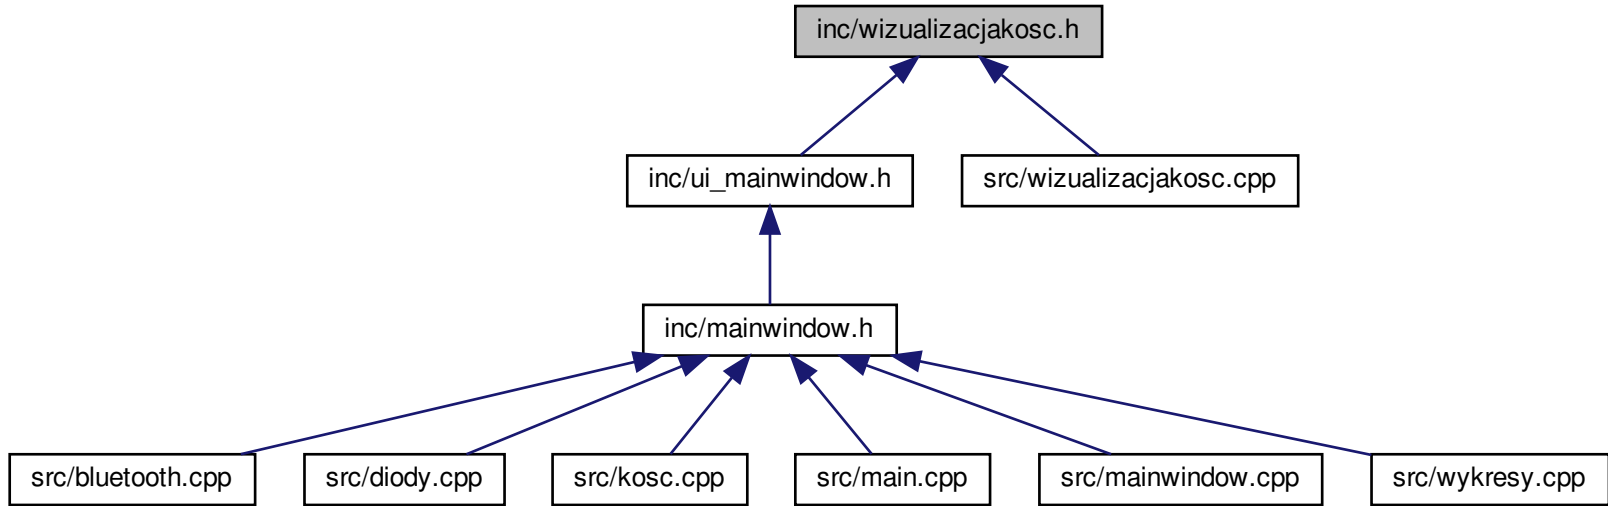 inc/wizualizacjakosc.h
inc/ui_mainwindow.h
src/wizualizacjakosc.cpp
inc/mainwindow.h
src/bluetooth.cpp
src/diody.cpp
src/kosc.cpp
src/main.cpp
src/mainwindow.cpp
src/wykresy.cpp